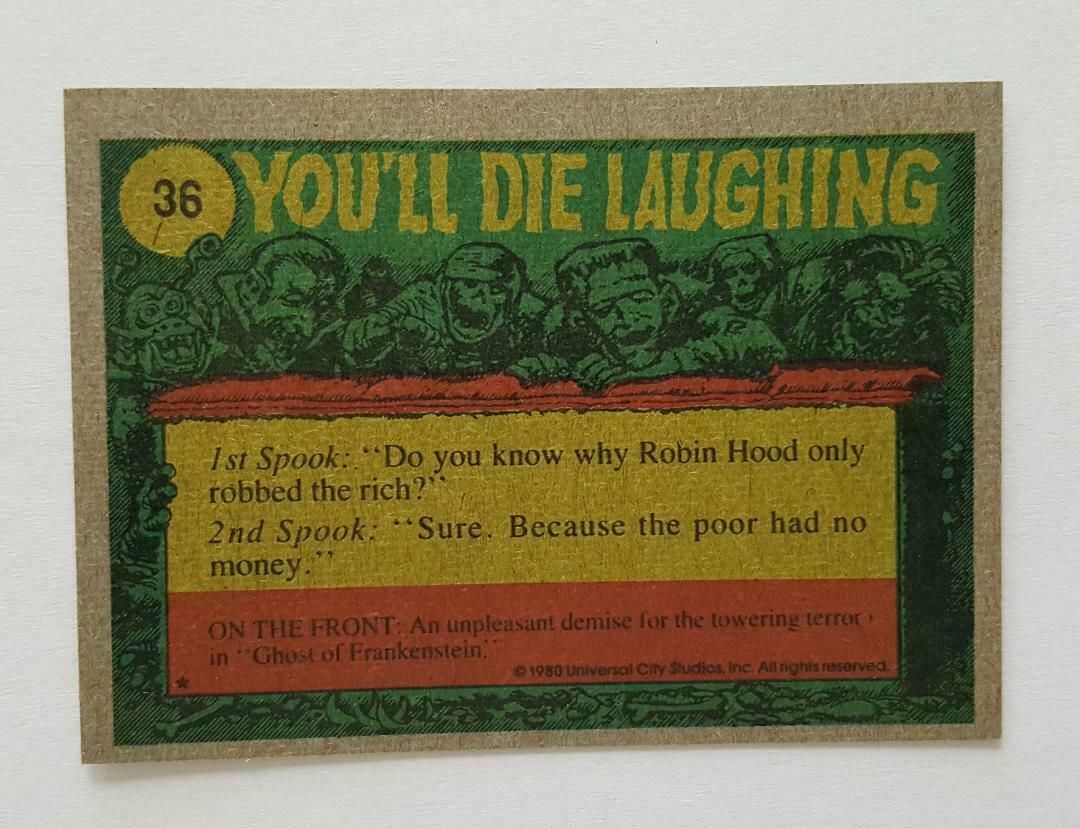 36 YOU'LL DIE LAUGHING
1st Spook: "Do you know why Robin Hood only
robbed the rich?"
2nd Spook: "Sure. Because the poor had no
money."
ON THE FRONT: An unpleasant demise for the towering terror
in "Ghost of Frankenstein."
© 1980 Universal City Studios, Inc. All rights reserved.
*